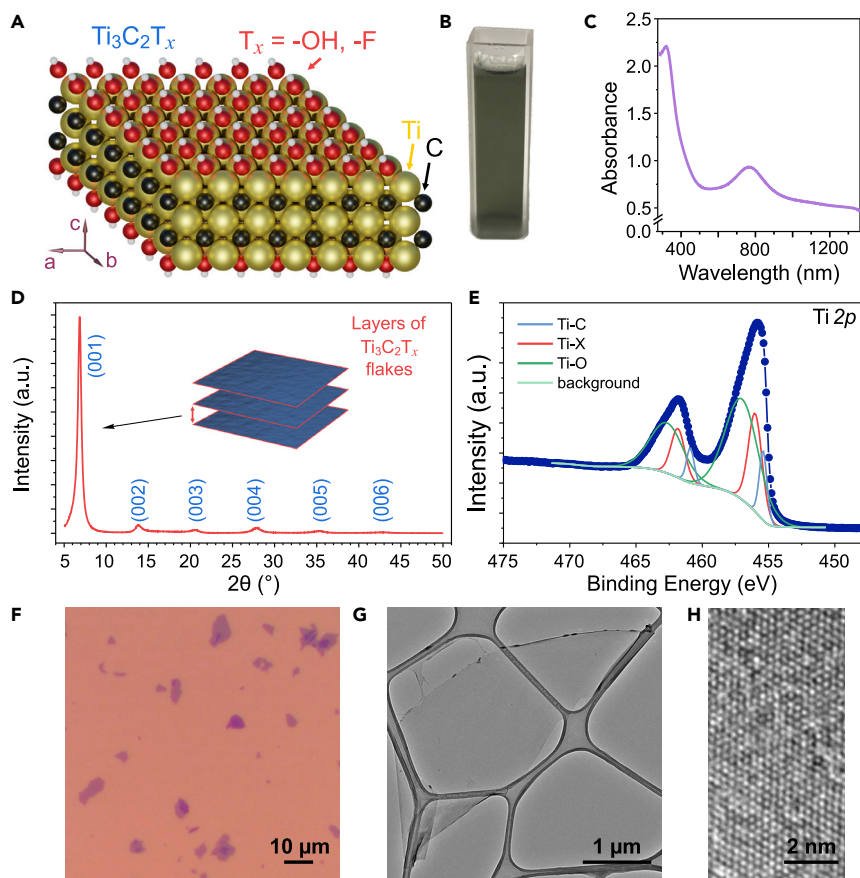 A
Ti₃C₂Tₓ
Tₓ = -OH, -F
Ti
C
c
a
b
B
C
Absorbance
2.5
2.0
1.5
1.0
0.5
0.0
400
800
1200
Wavelength (nm)
D
Intensity (a.u.)
(001)
(002)
(003)
(004)
(005)
(006)
Layers of
Ti₃C₂Tₓ
flakes
5 10 15 20 25 30 35 40 45 50
2θ (°)
E
Intensity (a.u.)
Ti 2p
Ti-C
Ti-X
Ti-O
background
475 470 465 460 455 450
Binding Energy (eV)
F
10 μm
G
1 μm
H
2 nm